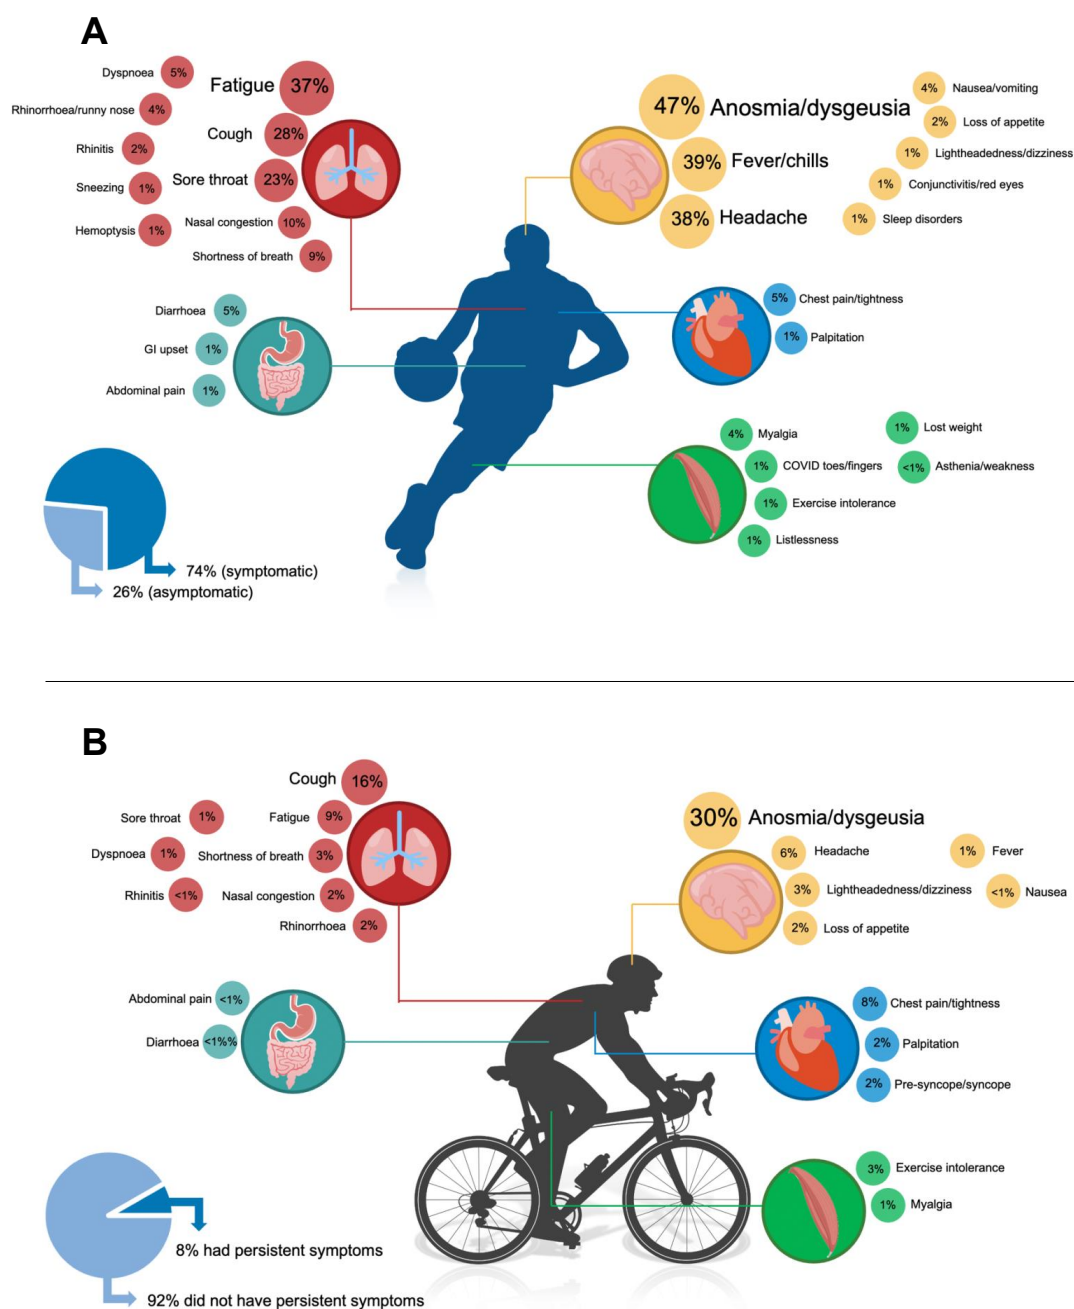 A
Dyspnoea 5%
Rhinorrhoea/runny nose 4%
Rhinitis 2%
Sneezing 1%
Hemoptysis 1%
Fatigue 37%
Cough 28%
Sore throat 23%
Nasal congestion 10%
Shortness of breath 9%
47% Anosmia/dysgeusia
39% Fever/chills
38% Headache
4% Nausea/vomiting
2% Loss of appetite
1% Lightheadedness/dizziness
1% Conjunctivitis/red eyes
1% Sleep disorders
Diarrhoea 5%
GI upset 1%
Abdominal pain 1%
5% Chest pain/tightness
1% Palpitation
4% Myalgia
1% COVID toes/fingers
1% Exercise intolerance
1% Listlessness
1% Lost weight
<1% Asthenia/weakness
74% (symptomatic)
26% (asymptomatic)
B
Cough 16%
Fatigue 9%
Shortness of breath 3%
Nasal congestion 2%
Rhinorrhoea 2%
Sore throat 1%
Dyspnoea 1%
Rhinitis <1%
30% Anosmia/dysgeusia
6% Headache
3% Lightheadedness/dizziness
2% Loss of appetite
1% Fever
<1% Nausea
Abdominal pain <1%
Diarrhoea <1%%
8% Chest pain/tightness
2% Palpitation
2% Pre-syncope/syncope
3% Exercise intolerance
1% Myalgia
8% had persistent symptoms
92% did not have persistent symptoms